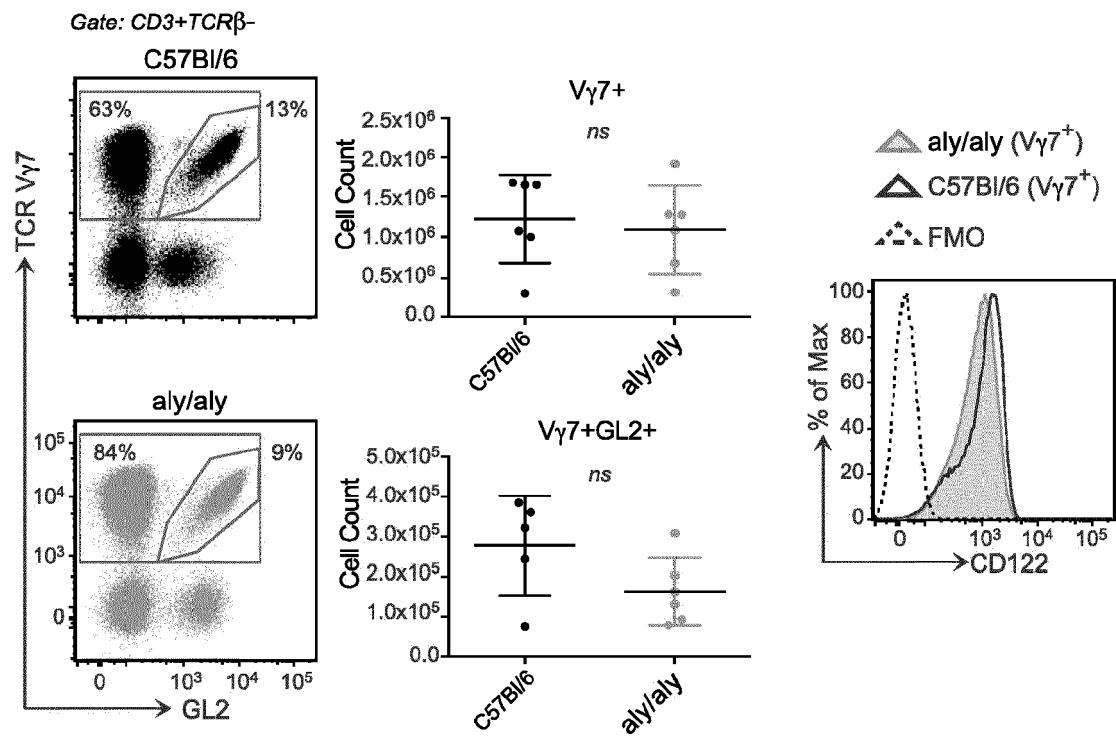 Gate: CD3+TCRβ-
C57Bl/6
63%
13%
TCR Vγ7
aly/aly
84%
9%
10⁵
10⁴
10³
0
0
10³
10⁴
10⁵
GL2
Vγ7+
ns
Cell Count
2.5x10⁶
2.0x10⁶
1.5x10⁶
1.0x10⁶
0.5x10⁶
0.0
C57Bl/6
aly/aly
Vγ7+GL2+
ns
Cell Count
5.0x10⁵
4.0x10⁵
3.0x10⁵
2.0x10⁵
1.0x10⁵
0.0
C57Bl/6
aly/aly
aly/aly (Vγ7⁺)
C57Bl/6 (Vγ7⁺)
FMO
% of Max
100
80
60
40
20
0
0
10³
10⁴
10⁵
CD122